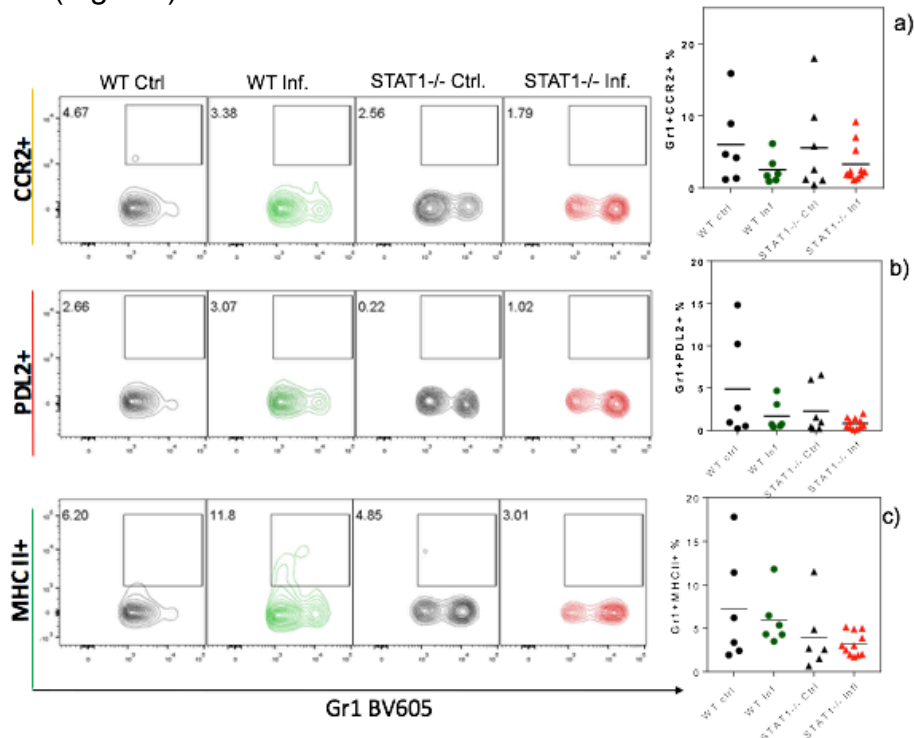 a)
WT Ctrl WT Inf. STAT1-/- Ctrl. STAT1-/- Inf.
CCR2+
4.67 3.38 2.56 1.79
Gr1+CCR2+ %
20
10
0
WT ctrl WT Inf STAT1-/- Ctrl STAT1-/- Inf
b)
PDL2+
2.66 3.07 0.22 1.02
Gr1+PDL2+ %
20
15
10
5
0
WT ctrl WT Inf STAT1-/- Ctrl STAT1-/- Inf
c)
MHC II+
6.20 11.8 4.85 3.01
Gr1+MHCII+ %
20
15
10
5
0
WT ctrl WT Inf STAT1-/- Ctrl STAT1-/- Infl
Gr1 BV605